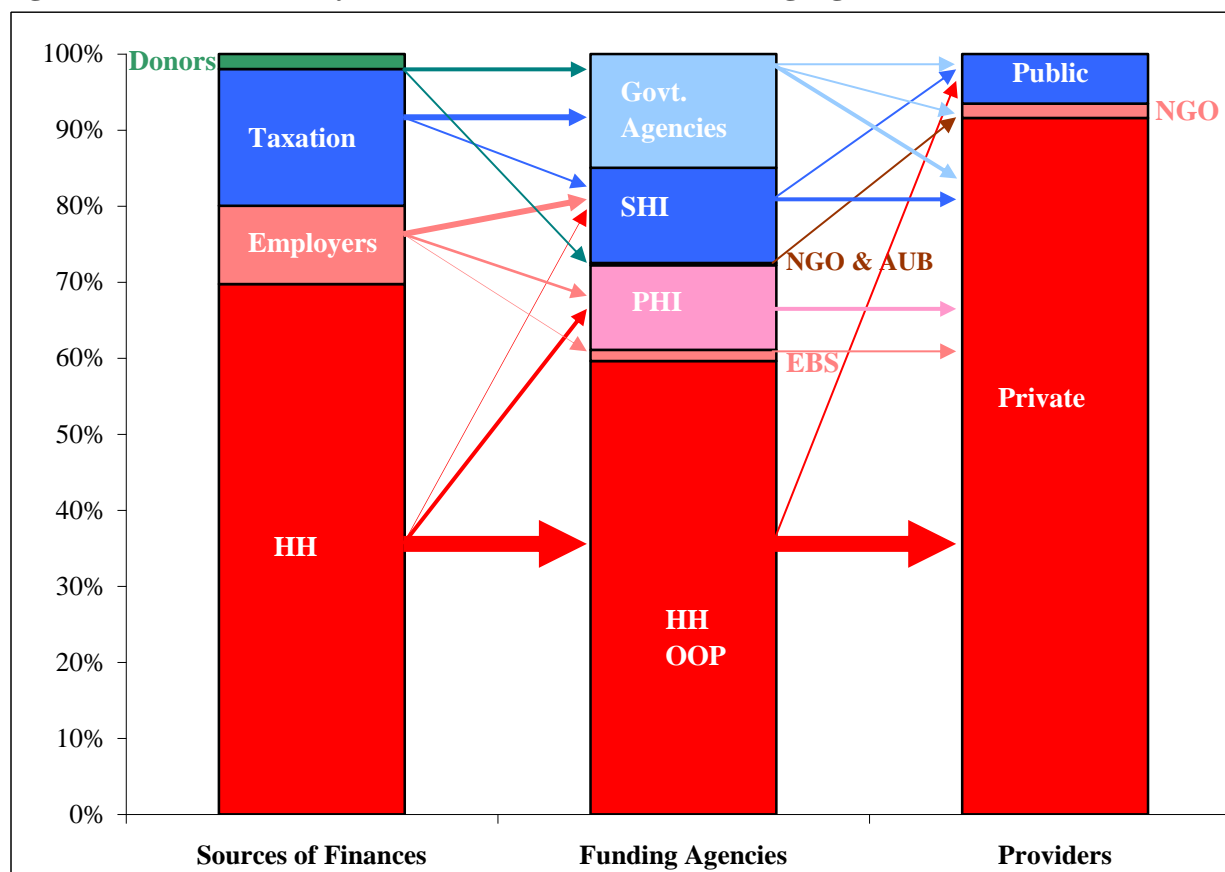 100%
90%
80%
70%
60%
50%
40%
30%
20%
10%
0%
Donors
Taxation
Employers
HH
Govt.
Agencies
SHI
NGO & AUB
PHI
EBS
HH
OOP
Public
NGO
Private
Sources of Finances
Funding Agencies
Providers